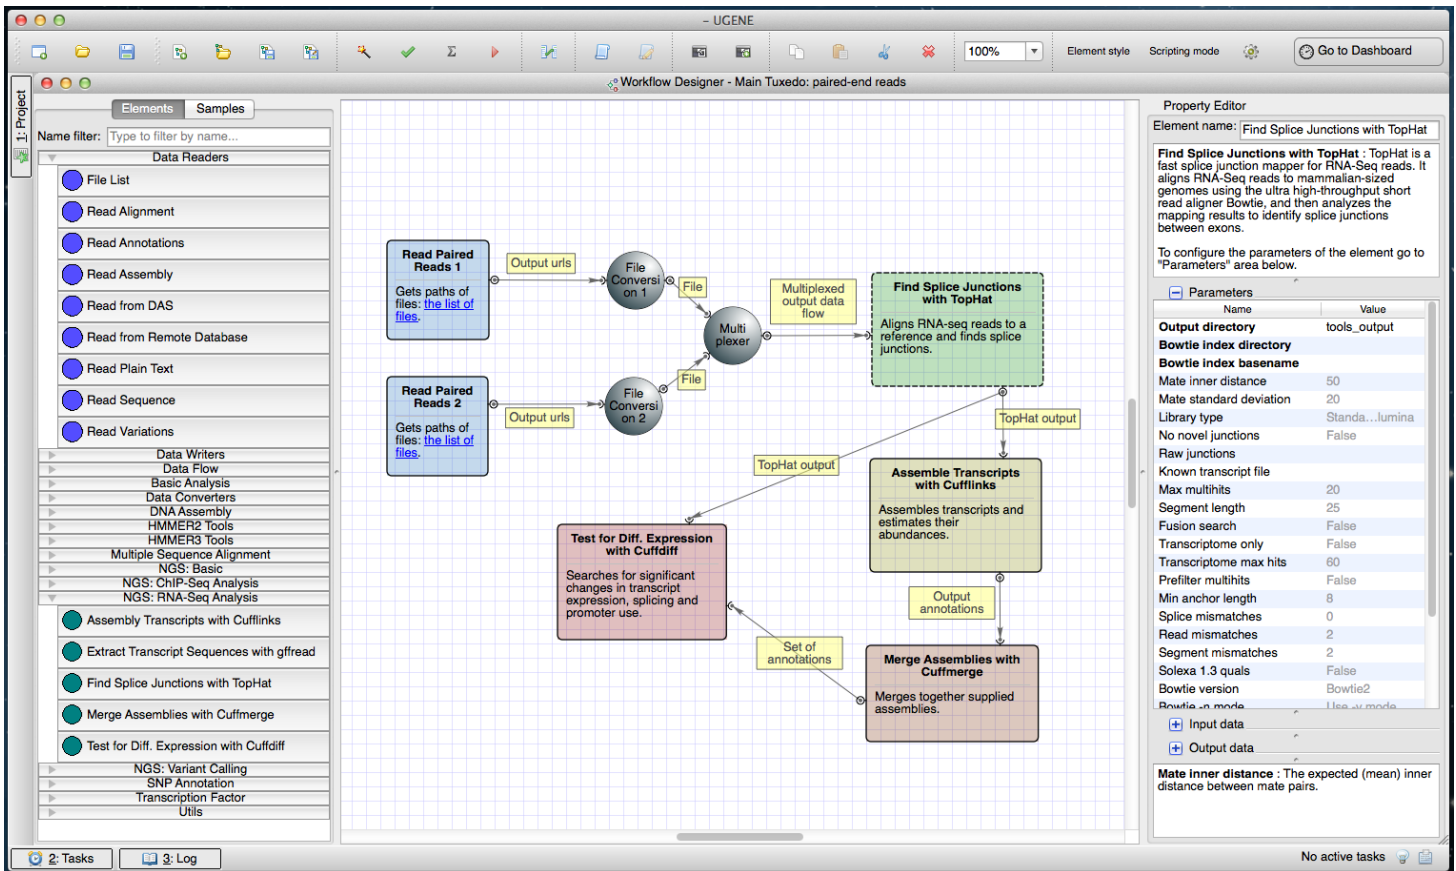 – UGENE
100%
Element style
Scripting mode
Go to Dashboard
Workflow Designer - Main Tuxedo: paired-end reads
1: Project
Elements
Samples
Name filter:
Type to filter by name...
Data Readers
File List
Read Alignment
Read Annotations
Read Assembly
Read from DAS
Read from Remote Database
Read Plain Text
Read Sequence
Read Variations
Data Writers
Data Flow
Basic Analysis
Data Converters
DNA Assembly
HMMER2 Tools
HMMER3 Tools
Multiple Sequence Alignment
NGS: Basic
NGS: ChIP-Seq Analysis
NGS: RNA-Seq Analysis
Assembly Transcripts with Cufflinks
Extract Transcript Sequences with gffread
Find Splice Junctions with TopHat
Merge Assemblies with Cuffmerge
Test for Diff. Expression with Cuffdiff
NGS: Variant Calling
SNP Annotation
Transcription Factor
Utils
Read Paired
Reads 1
Gets paths of
files: the list of
files.
Output urls
File
Conversi
on 1
File
Read Paired
Reads 2
Gets paths of
files: the list of
files.
Output urls
File
Conversi
on 2
File
Multi
plexer
Multiplexed
output data
flow
Find Splice Junctions
with TopHat
Aligns RNA-seq reads to a
reference and finds splice
junctions.
TopHat output
TopHat output
Assemble Transcripts
with Cufflinks
Assembles transcripts and
estimates their
abundances.
Test for Diff. Expression
with Cuffdiff
Searches for significant
changes in transcript
expression, splicing and
promoter use.
Output
annotations
Set of
annotations
Merge Assemblies with
Cuffmerge
Merges together supplied
assemblies.
Property Editor
Element name:
Find Splice Junctions with TopHat
Find Splice Junctions with TopHat : TopHat is a
fast splice junction mapper for RNA-Seq reads. It
aligns RNA-Seq reads to mammalian-sized
genomes using the ultra high-throughput short
read aligner Bowtie, and then analyzes the
mapping results to identify splice junctions
between exons.
To configure the parameters of the element go to
"Parameters" area below.
Parameters
Name Value
Output directory tools_output
Bowtie index directory
Bowtie index basename
Mate inner distance 50
Mate standard deviation 20
Library type Standa...lumina
No novel junctions False
Raw junctions
Known transcript file
Max multihits 20
Segment length 25
Fusion search False
Transcriptome only False
Transcriptome max hits 60
Prefilter multihits False
Min anchor length 8
Splice mismatches 0
Read mismatches 2
Segment mismatches 2
Solexa 1.3 quals False
Bowtie version Bowtie2
Bowtie -n mode Use -v mode
Input data
Output data
Mate inner distance : The expected (mean) inner
distance between mate pairs.
2: Tasks
3: Log
No active tasks